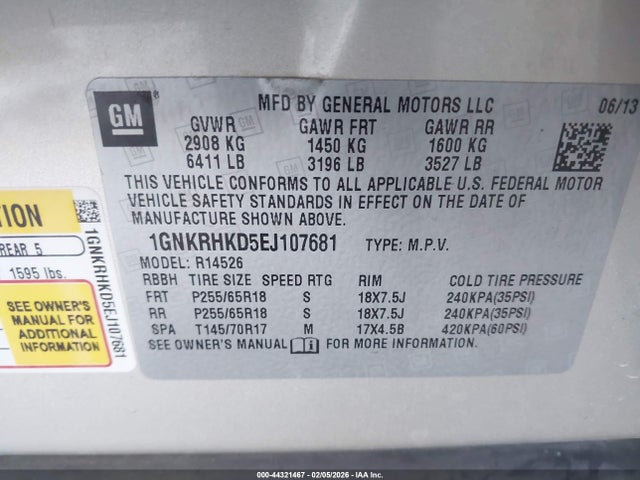 GM
MFD BY GENERAL MOTORS LLC 06/13
GVWR GAWR FRT GAWR RR
2908 KG 1450 KG 1600 KG
6411 LB 3196 LB 3527 LB
THIS VEHICLE CONFORMS TO ALL APPLICABLE U.S. FEDERAL MOTOR
VEHICLE SAFETY STANDARDS IN EFFECT ON THE DATE OF
MANUFACTURE SHOWN ABOVE.
1GNKRHKD5EJ107681 TYPE: M.P.V.
MODEL: R14526
RBBH TIRE SIZE SPEED RTG RIM COLD TIRE PRESSURE
FRT P255/65R18 S 18X7.5J 240KPA(35PSI)
RR P255/65R18 S 18X7.5J 240KPA(35PSI)
SPA T145/70R17 M 17X4.5B 420KPA(60PSI)
SEE OWNER'S MANUAL FOR MORE INFORMATION.
TION
REAR 5
1595 lbs.
SEE OWNER'S
MANUAL FOR
ADDITIONAL
INFORMATION
1GNKRHKD5EJ107681
000-44321467 - 02/05/2026 - IAAI.com